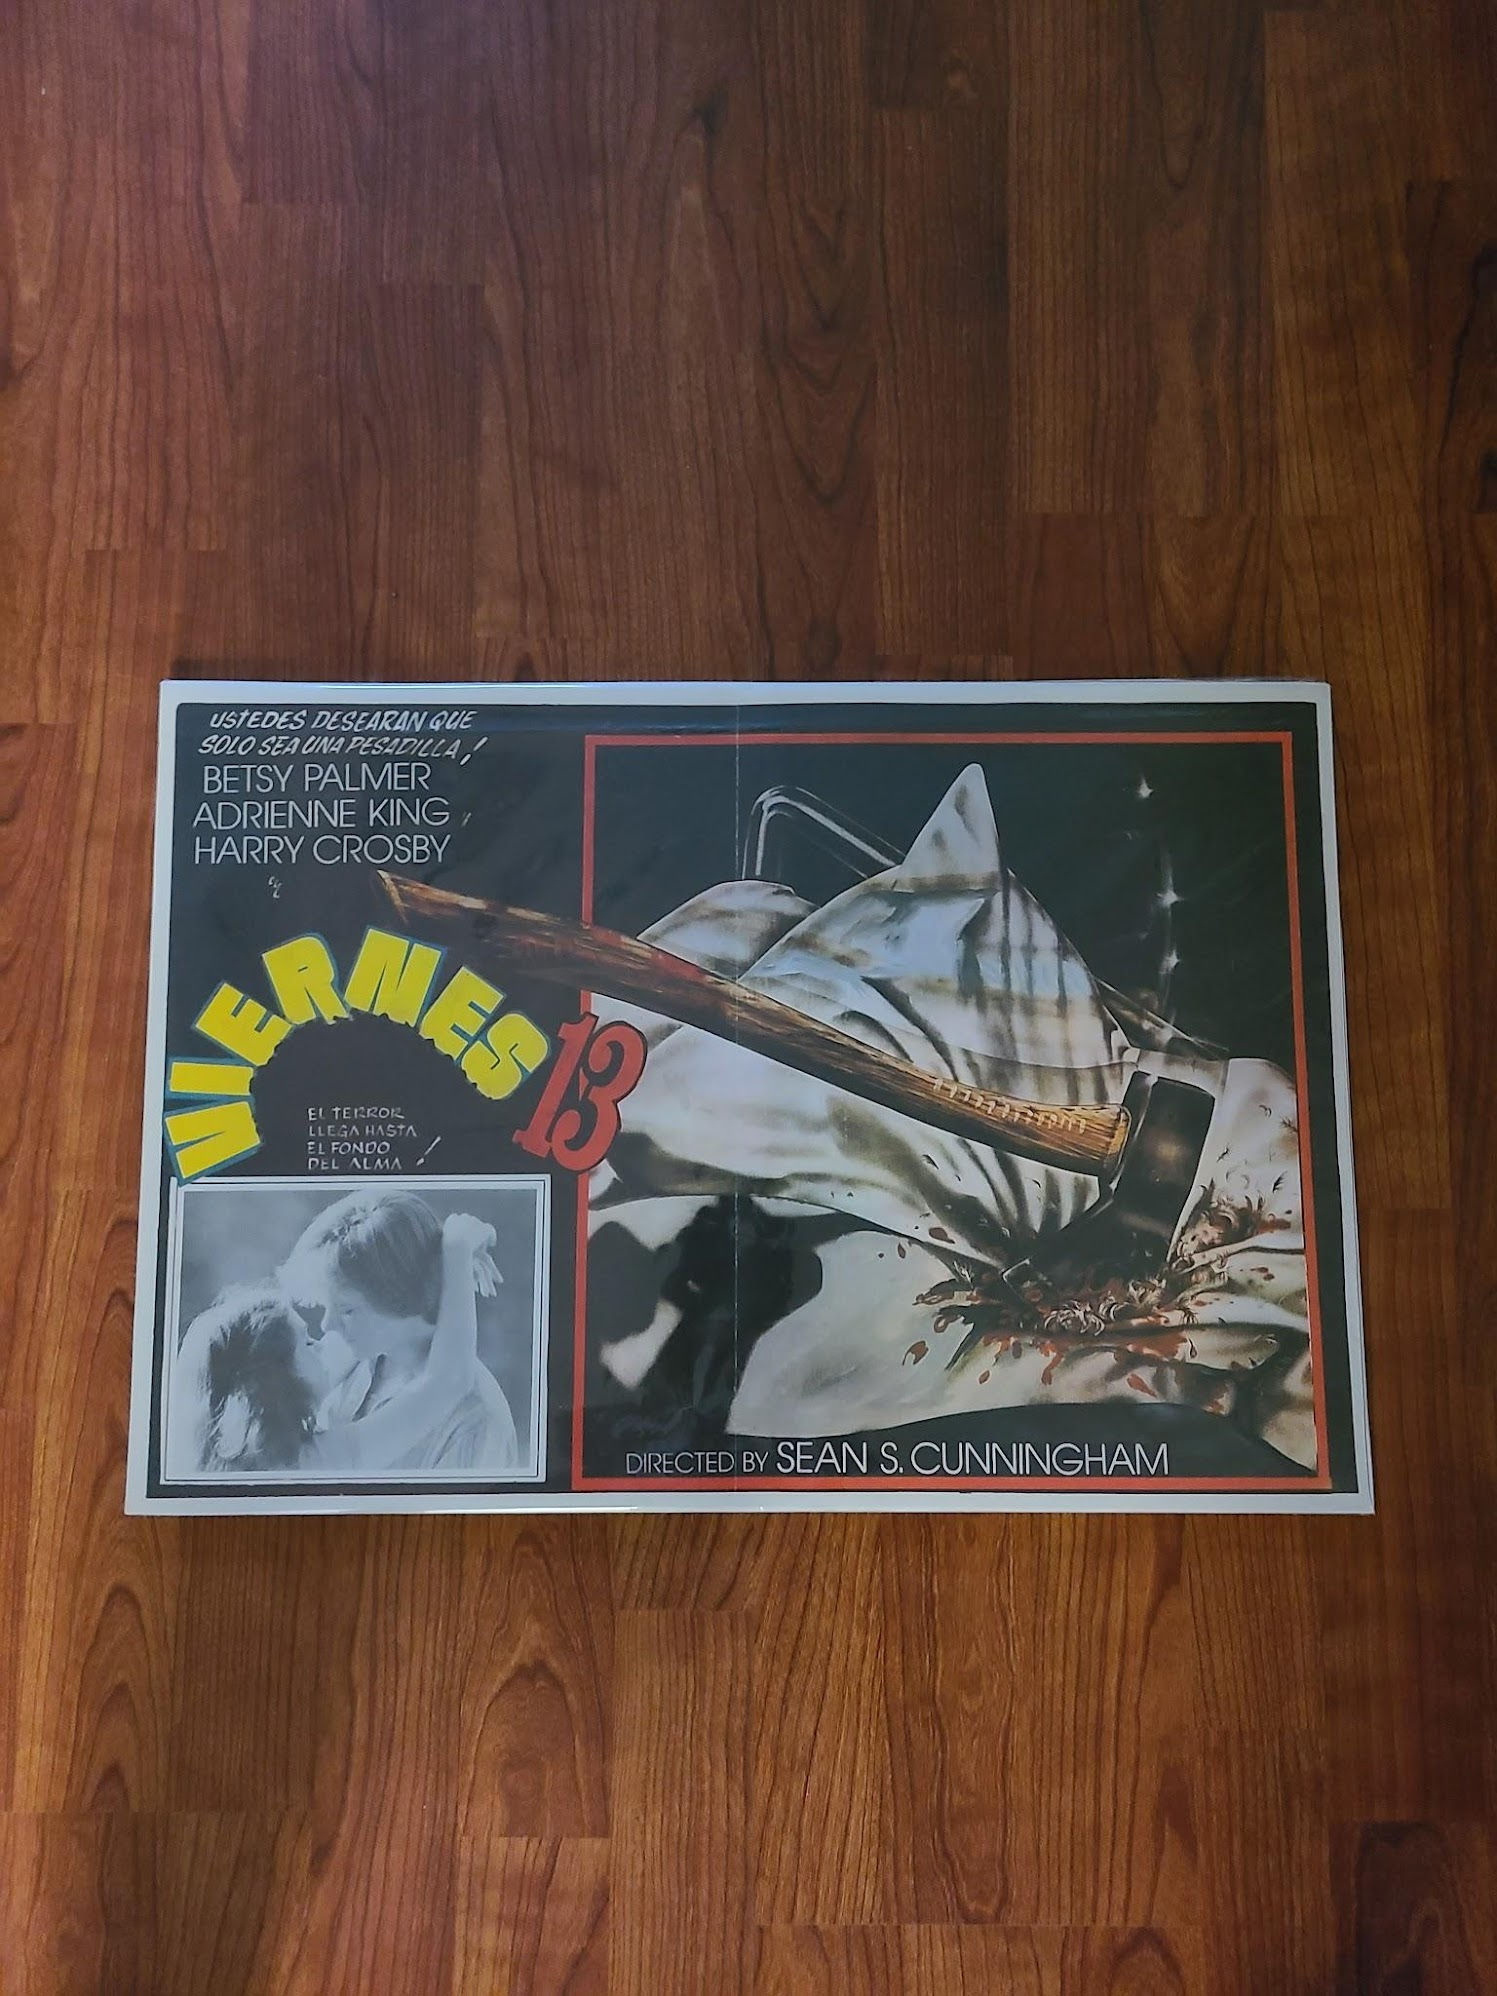 USTEDES DESEARAN QUE
SOLO SEA UNA PESADILLA!
BETSY PALMER
ADRIENNE KING
HARRY CROSBY
VIERNES 13
EL TERROR
LLEGA HASTA
EL FONDO
DEL ALMA !
DIRECTED BY SEAN S. CUNNINGHAM